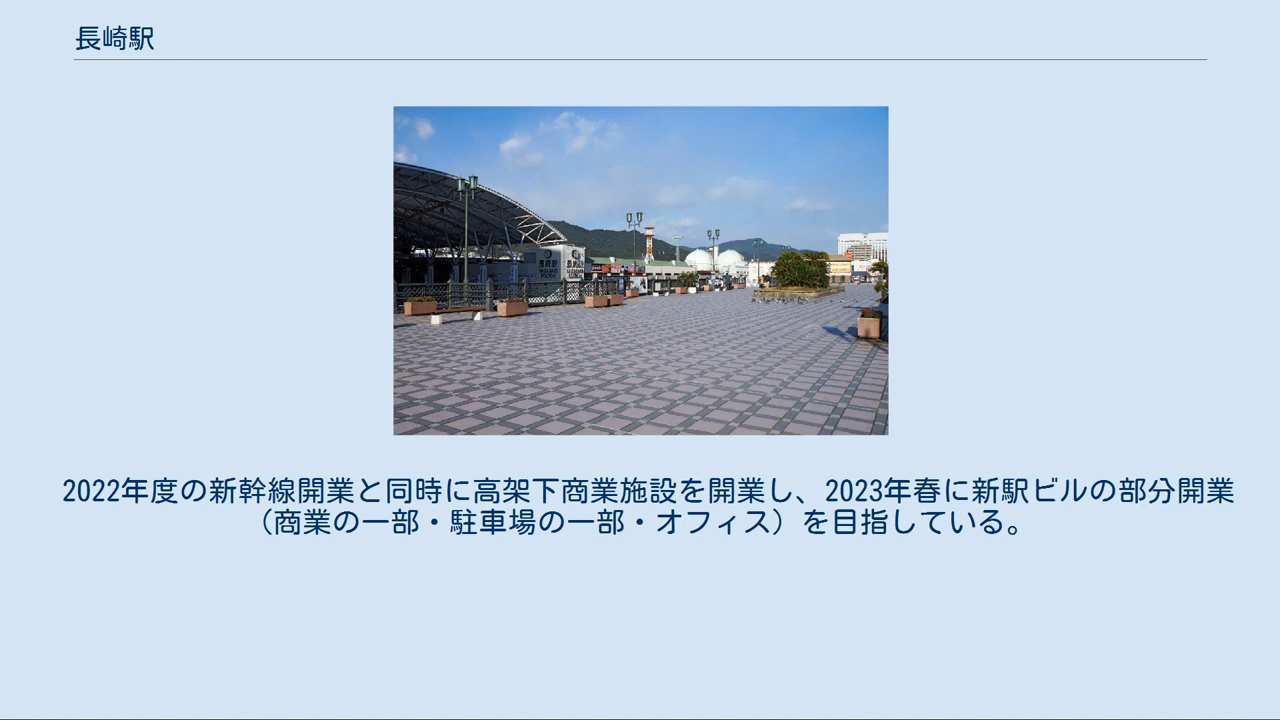 長崎駅
長崎駅
2022年度の新幹線開業と同時に高架下商業施設を開業し、2023年春に新駅ビルの部分開業
（商業の一部・駐車場の一部・オフィス）を目指している。